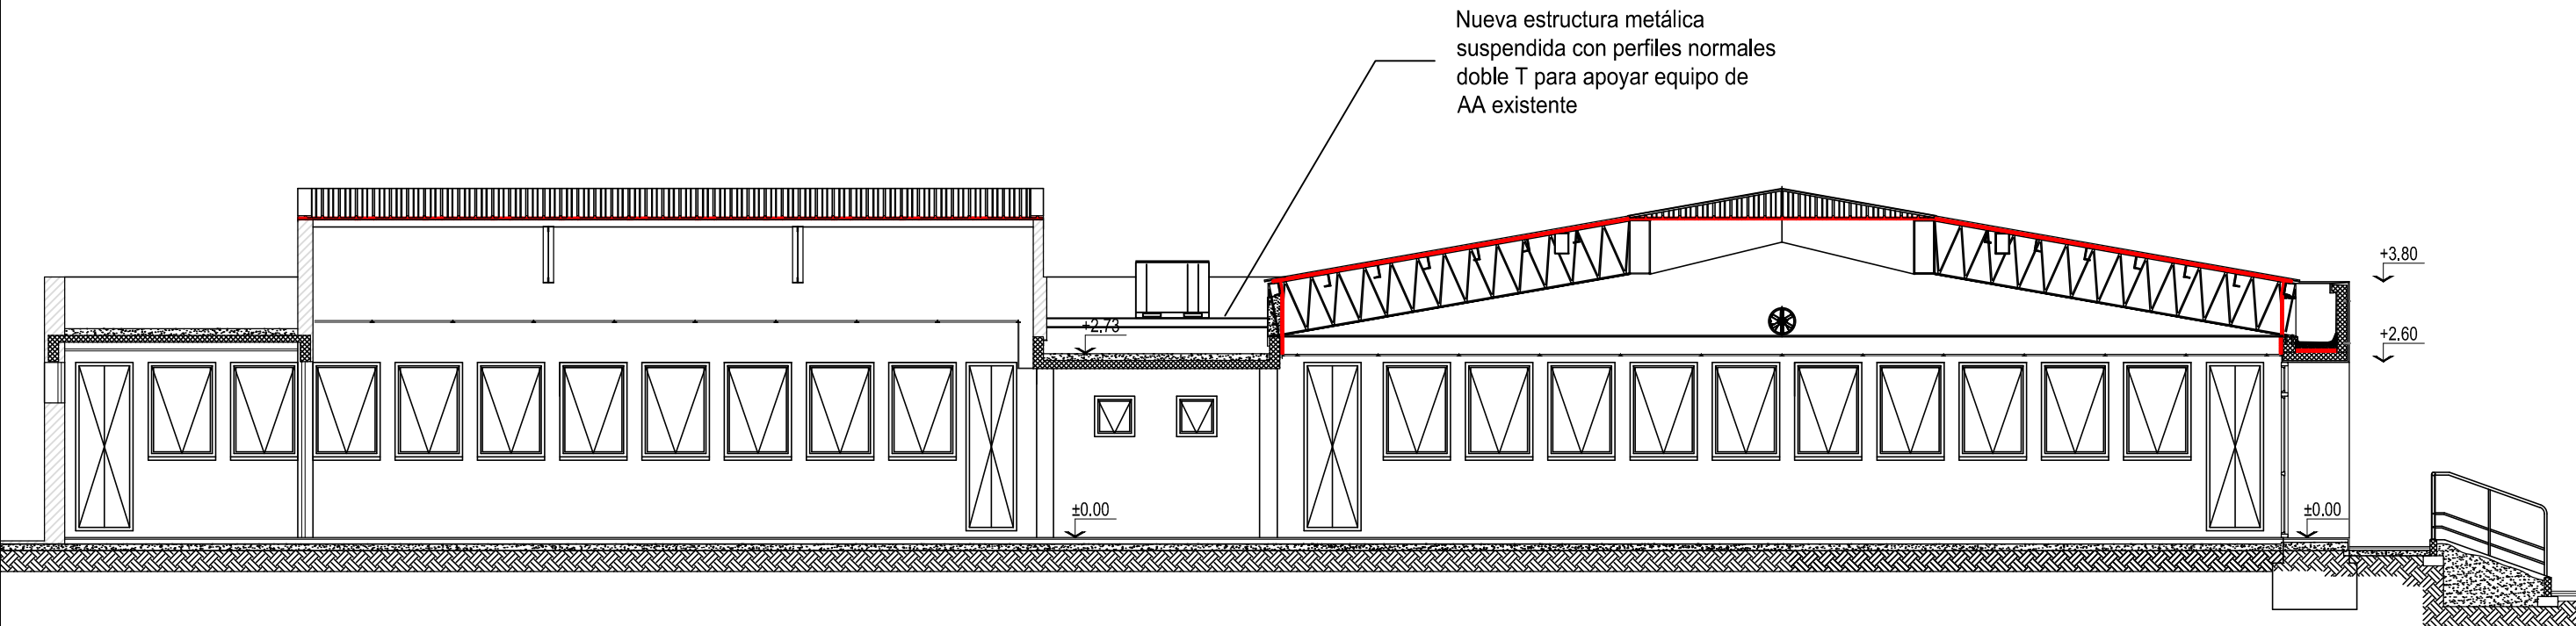 Nueva estructura metálica
suspendida con perfiles normales
doble T para apoyar equipo de
AA existente
+3.80
+2.73
+2.60
±0.00
±0.00